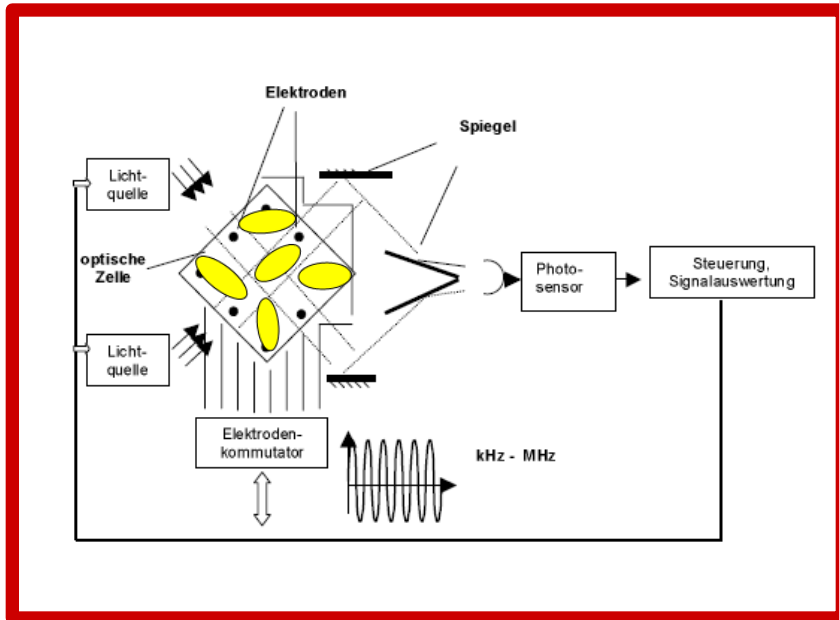 Elektroden
Spiegel
Licht-
quelle
optische
Zelle
Photo-
sensor
Steuerung,
Signalauswertung
Licht-
quelle
Elektroden-
kommutator
kHz - MHz